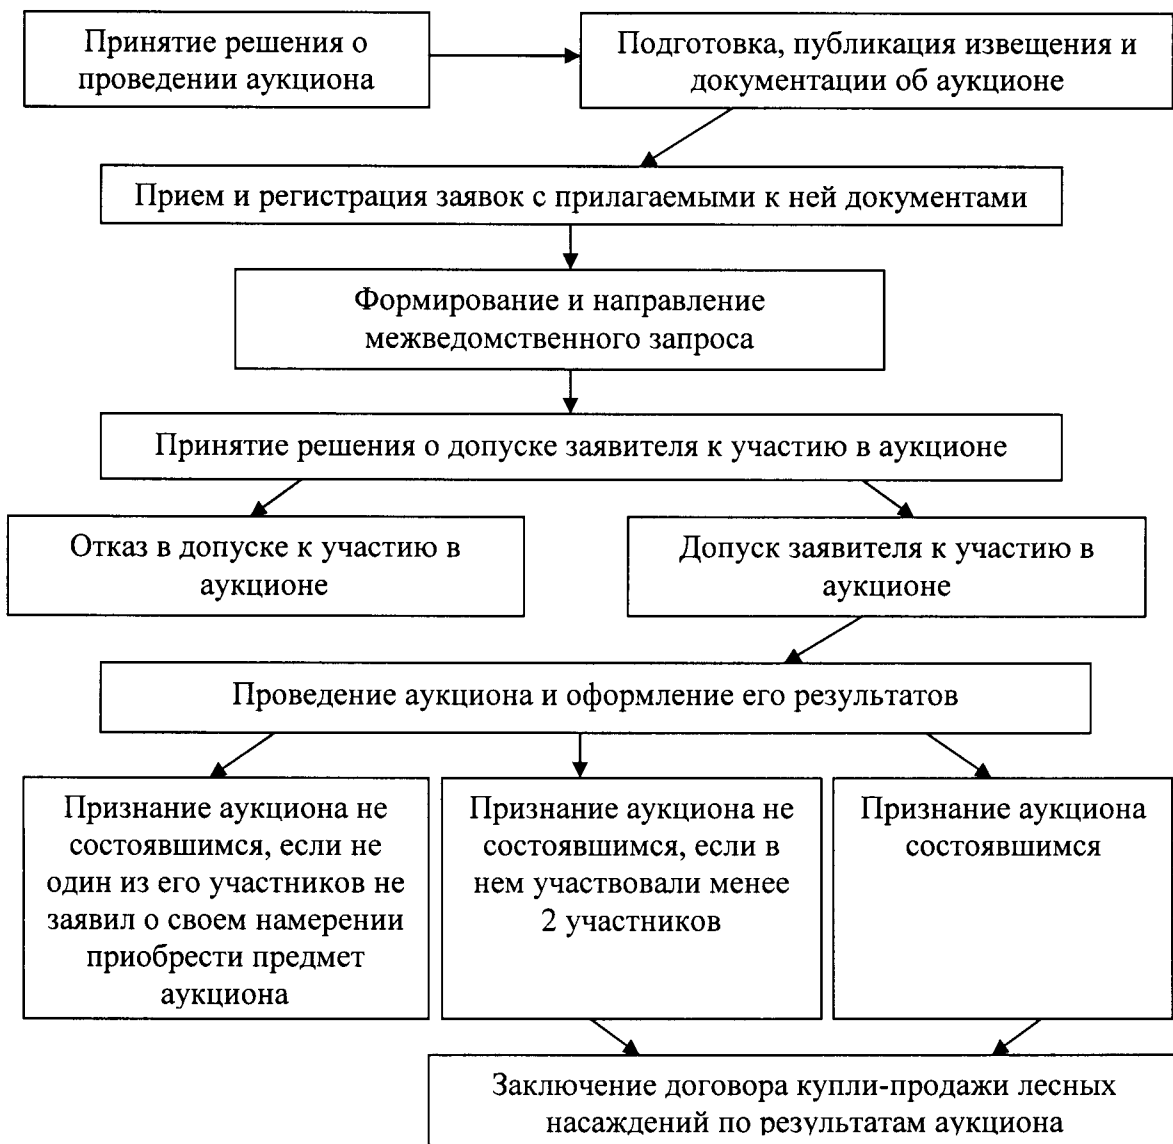 Принятие решения о
проведении аукциона
Подготовка, публикация извещения и
документации об аукционе
Прием и регистрация заявок с прилагаемыми к ней документами
Формирование и направление
межведомственного запроса
Принятие решения о допуске заявителя к участию в аукционе
Отказ в допуске к участию в
аукционе
Допуск заявителя к участию в
аукционе
Проведение аукциона и оформление его результатов
Признание аукциона не
состоявшимся, если не
один из его участников не
заявил о своем намерении
приобрести предмет
аукциона
Признание аукциона не
состоявшимся, если в
нем участвовали менее
2 участников
Признание аукциона
состоявшимся
Заключение договора купли-продажи лесных
насаждений по результатам аукциона